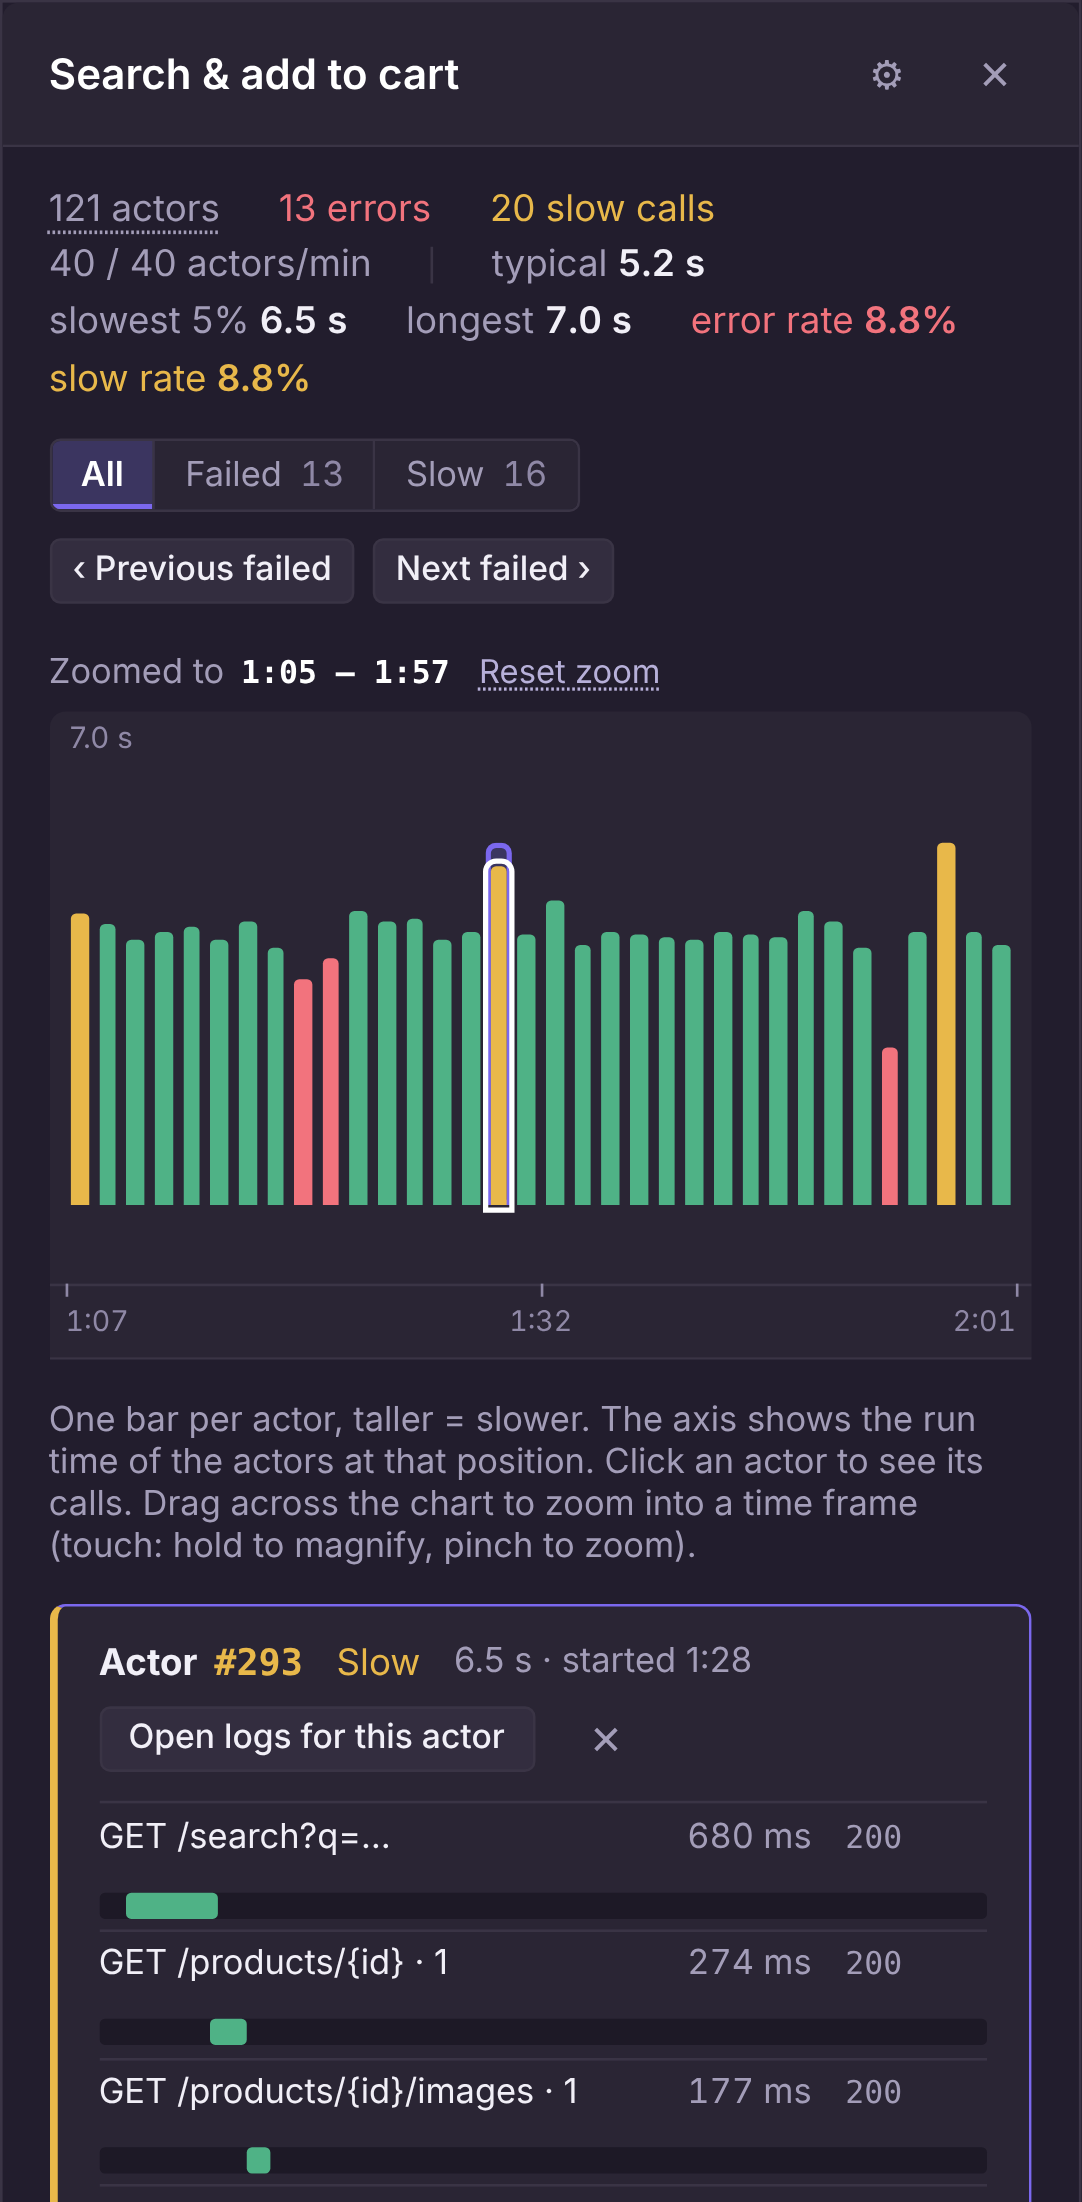 Search & add to cart ⚙ ✕
121 actors 13 errors 20 slow calls
40 / 40 actors/min typical 5.2 s
slowest 5% 6.5 s longest 7.0 s error rate 8.8%
slow rate 8.8%
All Failed 13 Slow 16
‹ Previous failed Next failed ›
Zoomed to 1:05 – 1:57 Reset zoom
7.0 s
1:07 1:32 2:01
One bar per actor, taller = slower. The axis shows the run
time of the actors at that position. Click an actor to see its
calls. Drag across the chart to zoom into a time frame
(touch: hold to magnify, pinch to zoom).
Actor #293 Slow 6.5 s · started 1:28
Open logs for this actor ✕
GET /search?q=... 680 ms 200
GET /products/{id} · 1 274 ms 200
GET /products/{id}/images · 1 177 ms 200